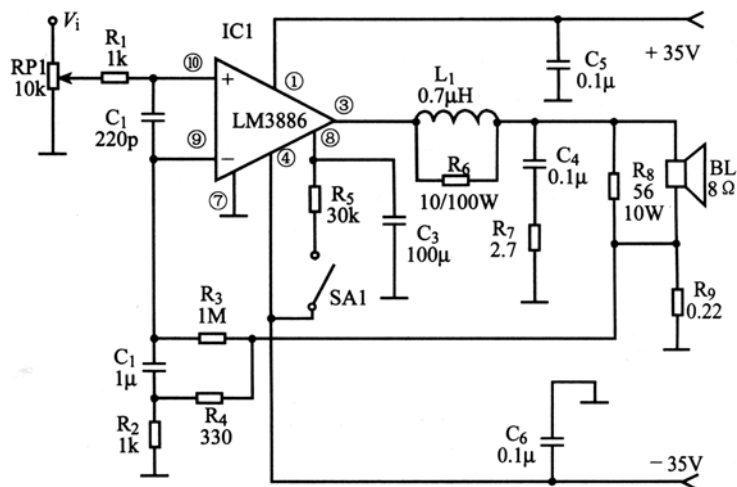 Vi
RP1
10k
R1
1k
C1
220p
IC1
⑩
+
⑨
−
LM3886
①
③
⑧
④
⑦
R5
30k
SA1
C3
100μ
L1
0.7μH
R6
10/100W
C5
0.1μ
+35V
C4
0.1μ
R7
2.7
R8
56
10W
BL
8Ω
R9
0.22
R3
1M
C1
1μ
R4
330
R2
1k
C6
0.1μ
−35V